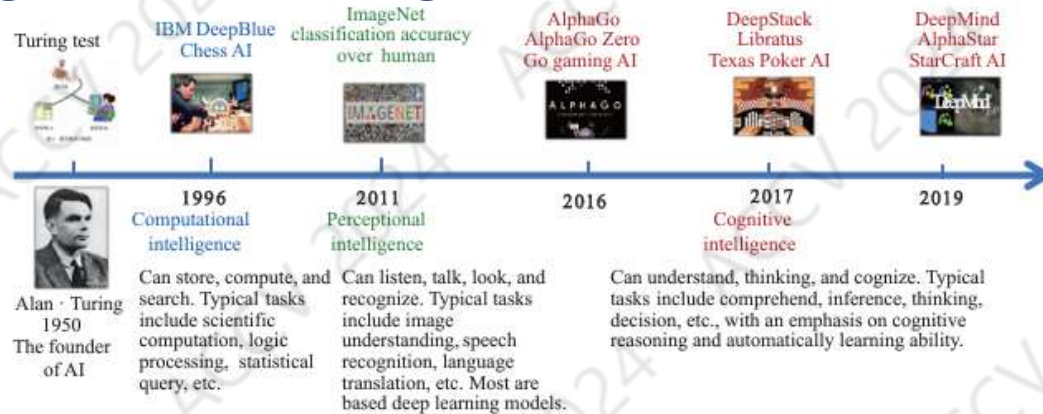 Turing test
IBM DeepBlue
Chess AI
ImageNet
classification accuracy
over human
AlphaGo
AlphaGo Zero
Go gaming AI
DeepStack
Libratus
Texas Poker AI
DeepMind
AlphaStar
StarCraft AI
IMAGENET
ALPHAGO
DeepMind
1996
2011
2016
2017
2019
Alan · Turing
1950
The founder
of AI
Computational
intelligence
Can store, compute, and
search. Typical tasks
include scientific
computation, logic
processing, statistical
query, etc.
Perceptional
intelligence
Can listen, talk, look, and
recognize. Typical tasks
include image
understanding, speech
recognition, language
translation, etc. Most are
based deep learning models.
Cognitive
intelligence
Can understand, thinking, and cognize. Typical
tasks include comprehend, inference, thinking,
decision, etc., with an emphasis on cognitive
reasoning and automatically learning ability.
ACCV 2024